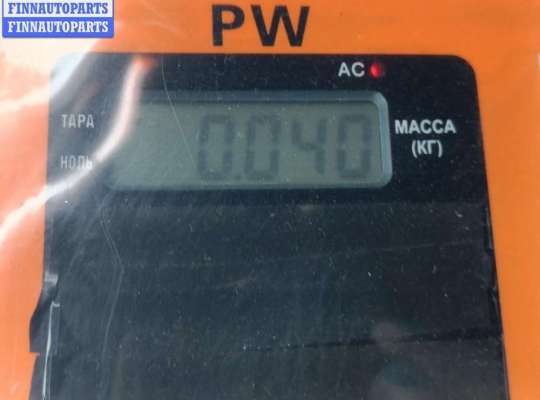 FINNAUTOPARTS
FINNAUTOPARTS
PW
AC
ТАРА
0.040
МАССА
(КГ)
НОЛЬ